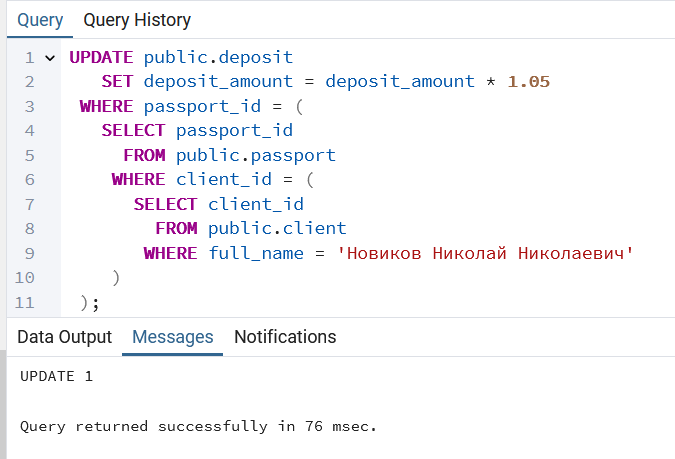 Query Query History
1 UPDATE public.deposit
2 SET deposit_amount = deposit_amount * 1.05
3 WHERE passport_id = (
4 SELECT passport_id
5 FROM public.passport
6 WHERE client_id = (
7 SELECT client_id
8 FROM public.client
9 WHERE full_name = 'Новиков Николай Николаевич'
10 )
11 );
Data Output Messages Notifications
UPDATE 1
Query returned successfully in 76 msec.